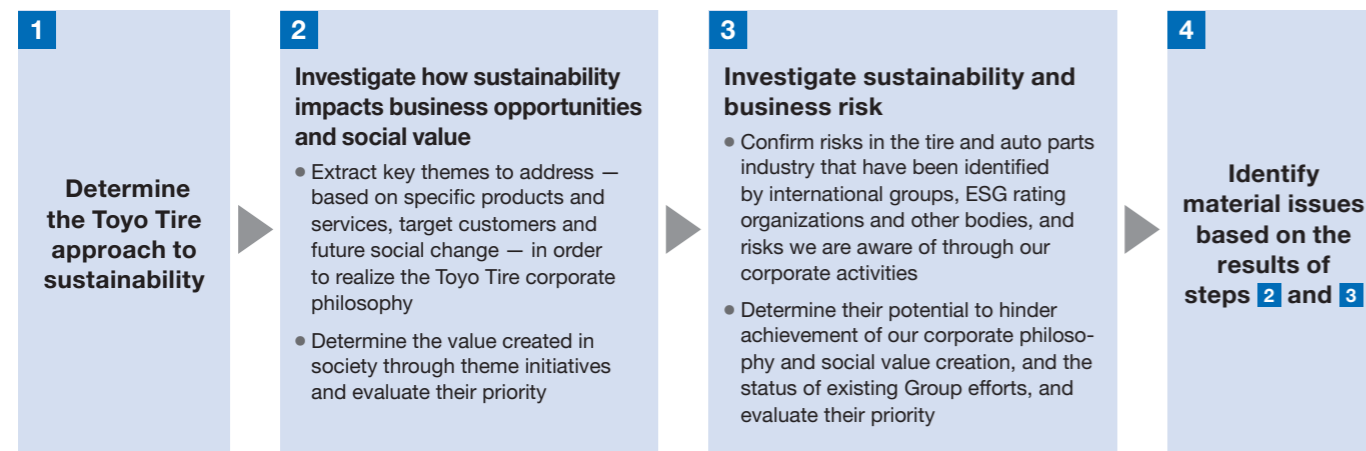 1
Determine
the Toyo Tire
approach to
sustainability
2
Investigate how sustainability
impacts business opportunities
and social value
● Extract key themes to address —
based on specific products and
services, target customers and
future social change — in order
to realize the Toyo Tire corporate
philosophy
● Determine the value created in
society through theme initiatives
and evaluate their priority
3
Investigate sustainability and
business risk
● Confirm risks in the tire and auto parts
industry that have been identified
by international groups, ESG rating
organizations and other bodies, and
risks we are aware of through our
corporate activities
● Determine their potential to hinder
achievement of our corporate philoso-
phy and social value creation, and the
status of existing Group efforts, and
evaluate their priority
4
Identify
material issues
based on the
results of
steps 2 and 3